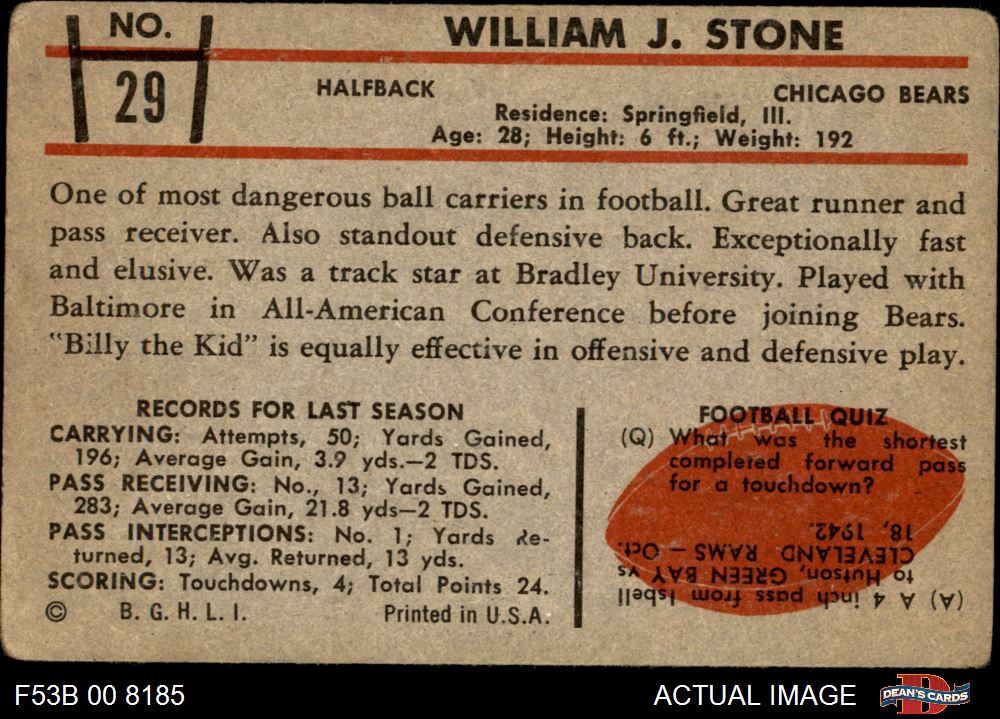 NO.
29
WILLIAM J. STONE
HALFBACK
CHICAGO BEARS
Residence: Springfield, Ill.
Age: 28; Height: 6 ft.; Weight: 192
One of most dangerous ball carriers in football. Great runner and
pass receiver. Also standout defensive back. Exceptionally fast
and elusive. Was a track star at Bradley University. Played with
Baltimore in All-American Conference before joining Bears.
"Billy the Kid" is equally effective in offensive and defensive play.
RECORDS FOR LAST SEASON
CARRYING: Attempts, 50; Yards Gained,
196; Average Gain, 3.9 yds.—2 TDS.
PASS RECEIVING: No., 13; Yards Gained,
283; Average Gain, 21.8 yds—2 TDS.
PASS INTERCEPTIONS: No. 1; Yards Re-
turned, 13; Avg. Returned, 13 yds.
SCORING: Touchdowns, 4; Total Points 24.
© B. G. H. L. I. Printed in U.S.A.
FOOTBALL QUIZ
(Q) What was the shortest
completed forward pass
for a touchdown?
(A) A 4 inch pass from Isbell
to Hutson, GREEN BAY vs
CLEVELAND RAMS — Oct.
18, 1942.
F53B 00 8185
ACTUAL IMAGE
DEAN'S CARDS